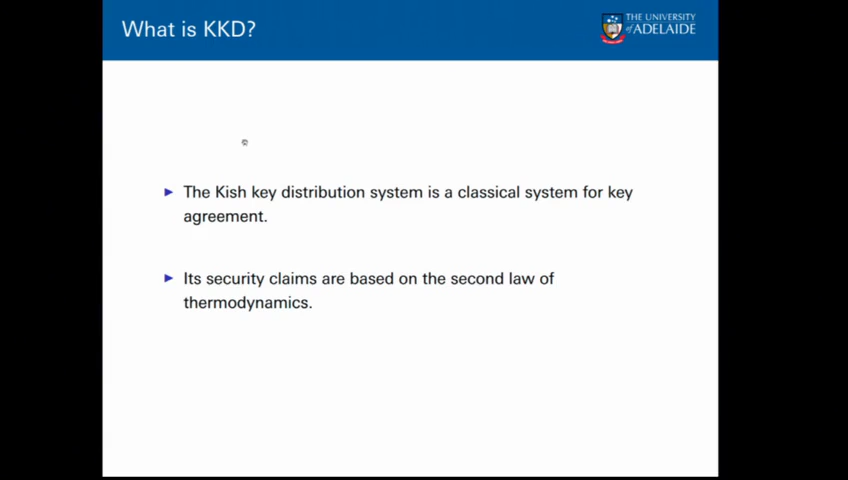 What is KKD?
THE UNIVERSITY
of ADELAIDE
The Kish key distribution system is a classical system for key
agreement.
Its security claims are based on the second law of
thermodynamics.